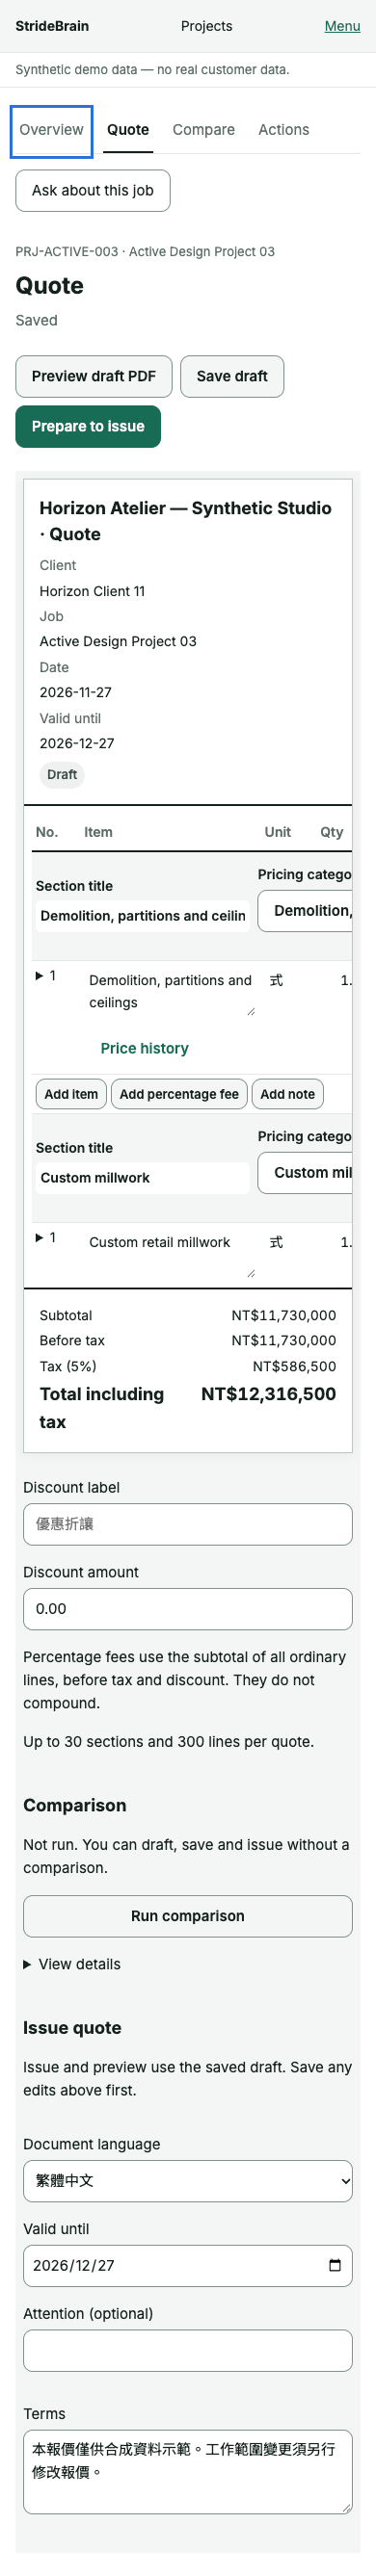 StrideBrain Projects Menu
Synthetic demo data — no real customer data.
Overview Quote Compare Actions
Ask about this job
PRJ-ACTIVE-003 · Active Design Project 03
Quote
Saved
Preview draft PDF Save draft
Prepare to issue
Horizon Atelier — Synthetic Studio
· Quote
Client
Horizon Client 11
Job
Active Design Project 03
Date
2026-11-27
Valid until
2026-12-27
Draft
No. Item Unit Qty
Section title Pricing catego
Demolition, partitions and ceilin Demolition,
1 Demolition, partitions and 式 1.
ceilings
Price history
Add item Add percentage fee Add note
Section title Pricing catego
Custom millwork Custom mil
1 Custom retail millwork 式 1.
Subtotal NT$11,730,000
Before tax NT$11,730,000
Tax (5%) NT$586,500
Total including NT$12,316,500
tax
Discount label
優惠折讓
Discount amount
0.00
Percentage fees use the subtotal of all ordinary
lines, before tax and discount. They do not
compound.
Up to 30 sections and 300 lines per quote.
Comparison
Not run. You can draft, save and issue without a
comparison.
Run comparison
View details
Issue quote
Issue and preview use the saved draft. Save any
edits above first.
Document language
繁體中文
Valid until
2026/12/27
Attention (optional)
Terms
本報價僅供合成資料示範。工作範圍變更須另行
修改報價。